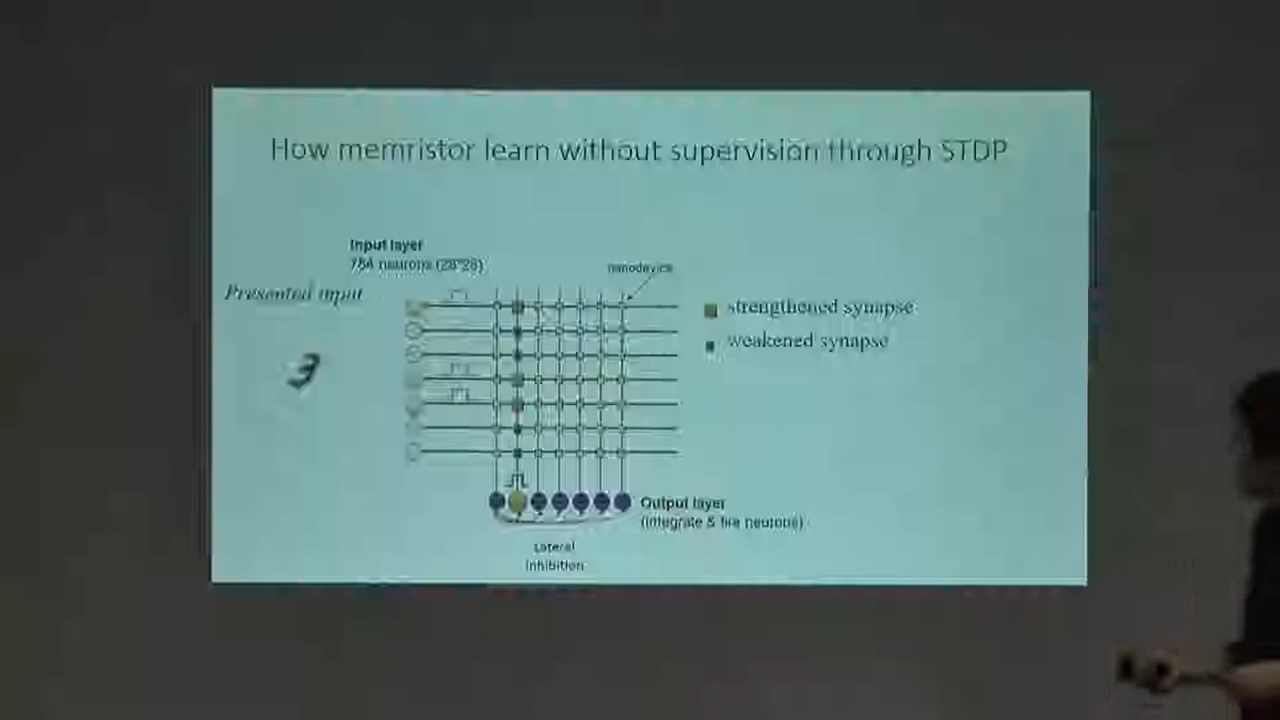 How memristor learn without supervision through STDP
Input layer
784 neurons (28*28)
nanodevice
Presented input
strengthened synapse
3
weakened synapse
Output layer
(integrate & fire neurons)
Lateral
inhibition